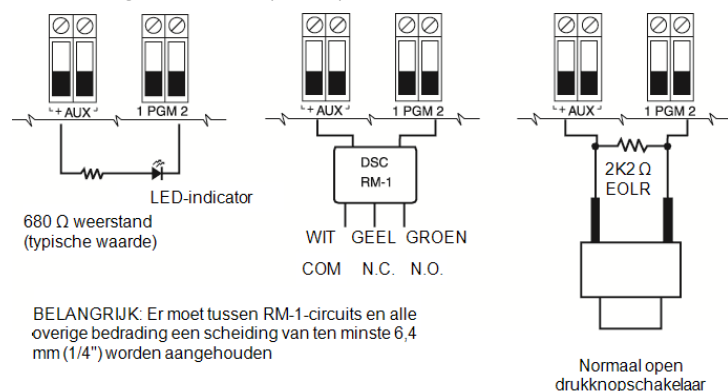 + AUX
1 PGM 2
+ AUX
1 PGM 2
+ AUX
1 PGM 2
LED-indicator
680 Ω weerstand
(typische waarde)
DSC
RM-1
WIT GEEL GROEN
COM N.C. N.O.
2K2 Ω
EOLR
BELANGRIJK: Er moet tussen RM-1-circuits en alle
overige bedrading een scheiding van ten minste 6,4
mm (1/4") worden aangehouden
Normaal open
drukknopschakelaar